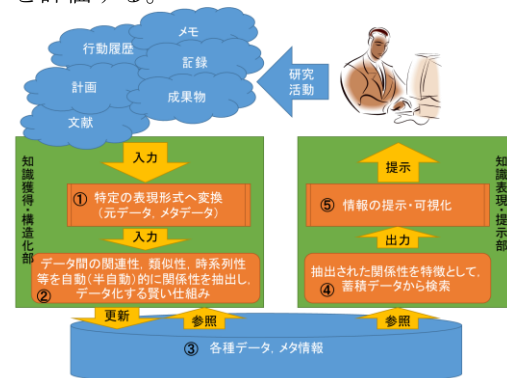 を評価する。
メモ
行動履歴
記録
計画
成果物
文献
研究
活動
入力
提示
知識獲得・構造化部
知識表現・提示部
① 特定の表現形式へ変換
（元データ，メタデータ）
⑤ 情報の提示・可視化
入力
出力
データ間の関連性，類似性，時系列性
等を自動（半自動）的に関係性を抽出し，
② データ化する賢い仕組み
抽出された関係性を特徴として，
④ 蓄積データから検索
更新
参照
参照
③ 各種データ，メタ情報